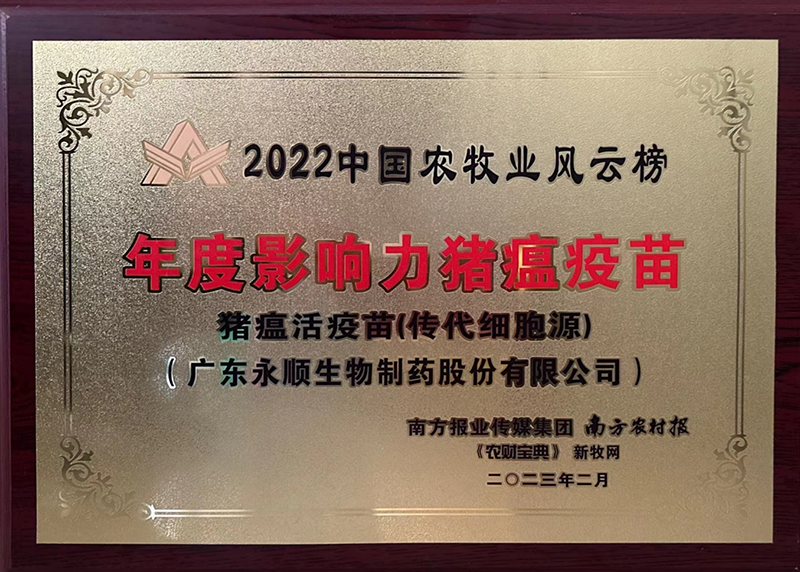 2022中国农牧业风云榜
年度影响力猪瘟疫苗
猪瘟活疫苗(传代细胞源)
（广东永顺生物制药股份有限公司）
南方报业传媒集团 南方农村报
《农财宝典》 新牧网
二〇二三年二月